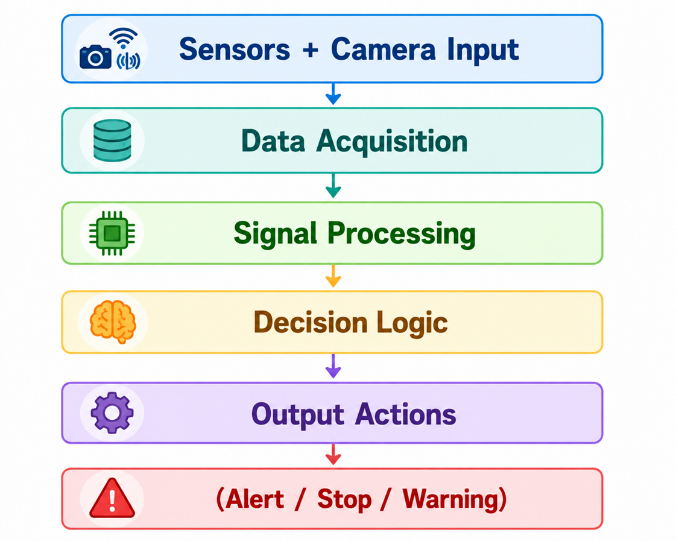 Sensors + Camera Input
Data Acquisition
Signal Processing
Decision Logic
Output Actions
(Alert / Stop / Warning)